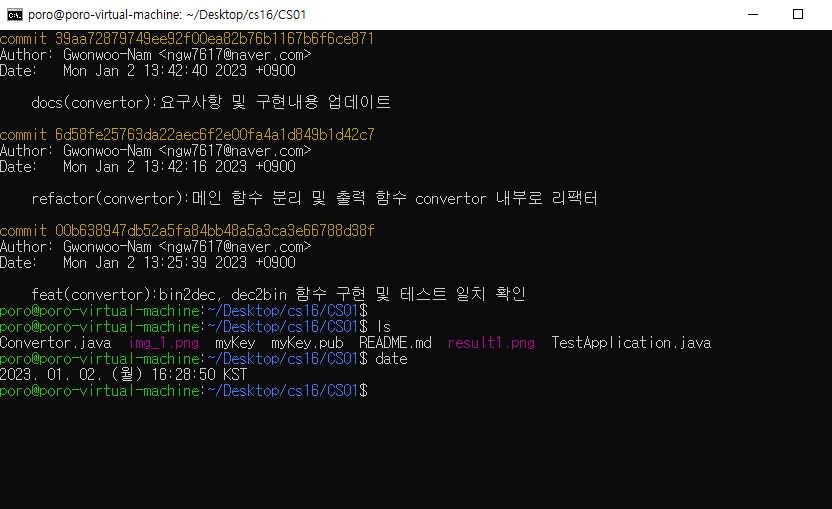 poro@poro-virtual-machine: ~/Desktop/cs16/CS01
commit 39aa72879749ee92f00ea82b76b1167b6f6ce871
Author: Gwonwoo-Nam <ngw7617@naver.com>
Date:   Mon Jan 2 13:42:40 2023 +0900
docs(convertor):요구사항 및 구현내용 업데이트
commit 6d58fe25763da22aec6f2e00fa4a1d849b1d42c7
Author: Gwonwoo-Nam <ngw7617@naver.com>
Date:   Mon Jan 2 13:42:16 2023 +0900
refactor(convertor):메인 함수 분리 및 출력 함수 convertor 내부로 리팩터
commit 00b638947db52a5fa84bb48a5a3ca3e66788d38f
Author: Gwonwoo-Nam <ngw7617@naver.com>
Date:   Mon Jan 2 13:25:39 2023 +0900
feat(convertor):bin2dec, dec2bin 함수 구현 및 테스트 일치 확인
poro@poro-virtual-machine:~/Desktop/cs16/CS01$
poro@poro-virtual-machine:~/Desktop/cs16/CS01$ ls
Convertor.java  img_1.png  myKey  myKey.pub  README.md  result1.png  TestApplication.java
poro@poro-virtual-machine:~/Desktop/cs16/CS01$ date
2023. 01. 02. (월) 16:28:50 KST
poro@poro-virtual-machine:~/Desktop/cs16/CS01$